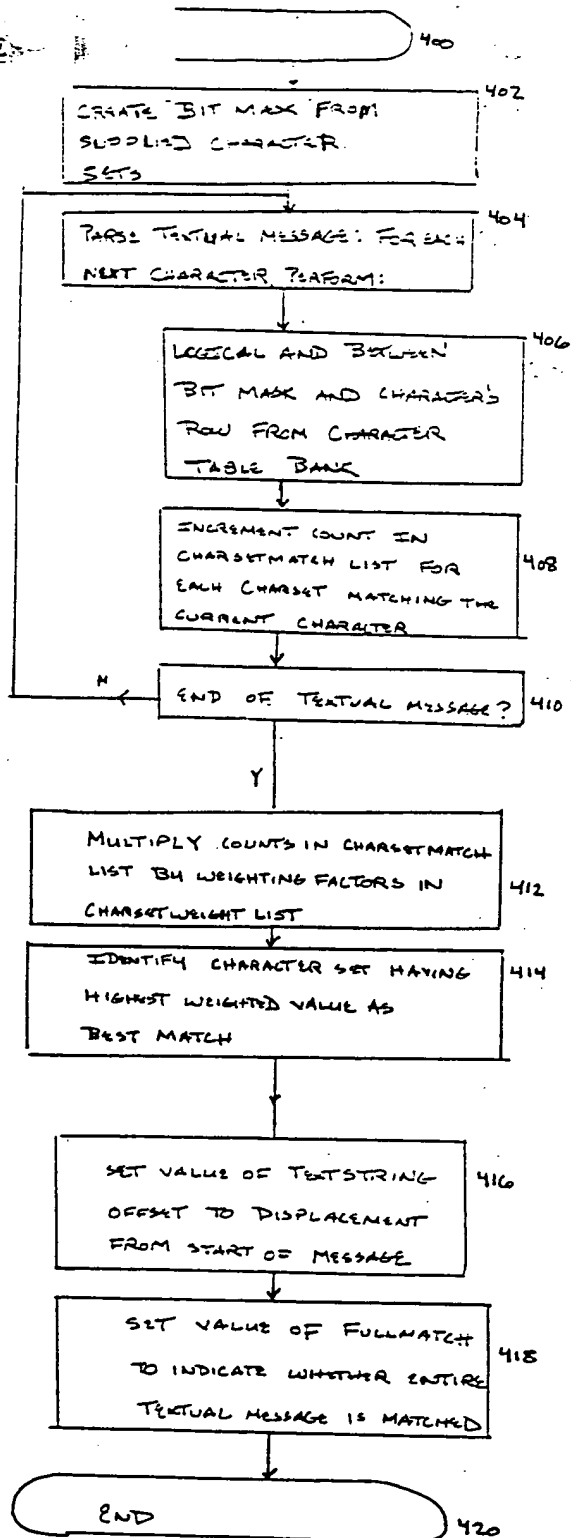 400
402
CREATE BIT MASK FROM
SUPPLIED CHARACTER
SETS
404
PARSE TEXTUAL MESSAGE: FOR EACH
NEXT CHARACTER PERFORM:
406
LOGICAL AND BETWEEN
BIT MASK AND CHARACTER'S
ROW FROM CHARACTER
TABLE BANK
INCREMENT COUNT IN
CHARSETMATCH LIST FOR
EACH CHARSET MATCHING THE
CURRENT CHARACTER
408
N
END OF TEXTUAL MESSAGE?
410
Y
MULTIPLY COUNTS IN CHARSETMATCH
LIST BY WEIGHTING FACTORS IN
CHARSETWEIGHT LIST
412
IDENTIFY CHARACTER SET HAVING
HIGHEST WEIGHTED VALUE AS
BEST MATCH
414
SET VALUE OF TEXTSTRING
OFFSET TO DISPLACEMENT
FROM START OF MESSAGE
416
SET VALUE OF FULLMATCH
TO INDICATE WHETHER ENTIRE
TEXTUAL MESSAGE IS MATCHED
418
END
420